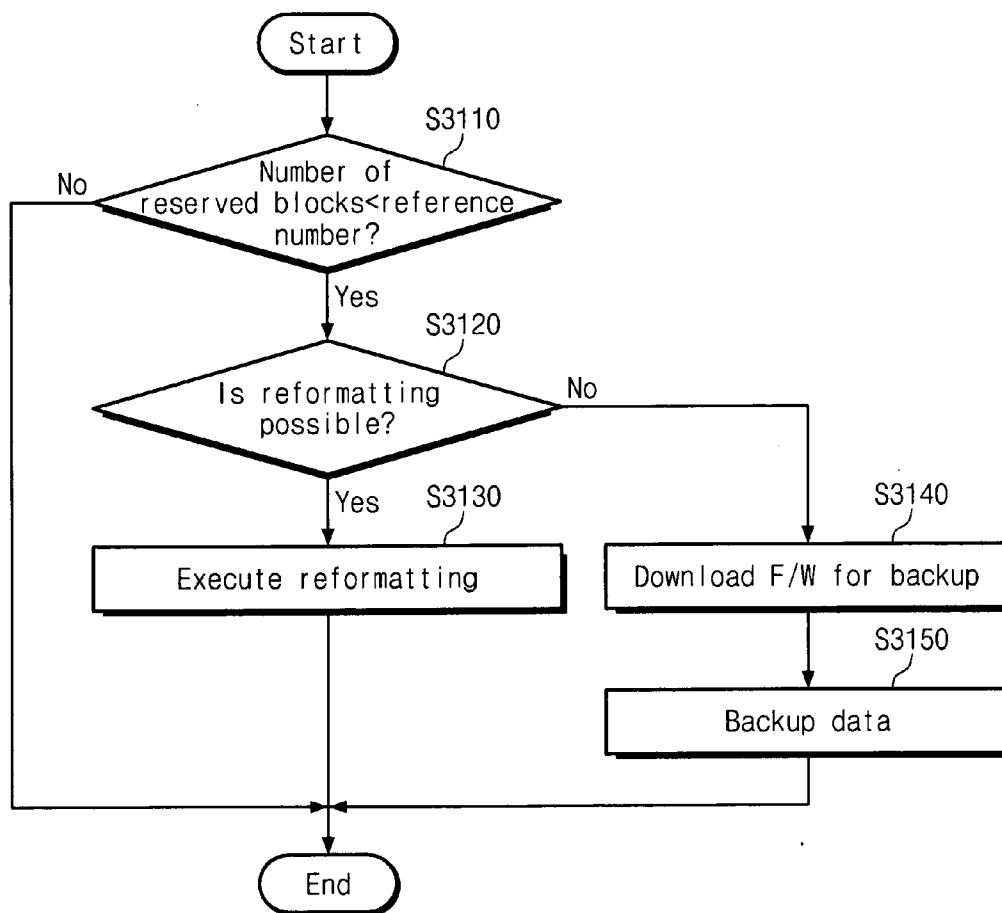 Start
S3110
No
Number of
reserved blocks<reference
number?
Yes
S3120
No
Is reformatting
possible?
Yes
S3130
S3140
Execute reformatting
Download F/W for backup
S3150
Backup data
End